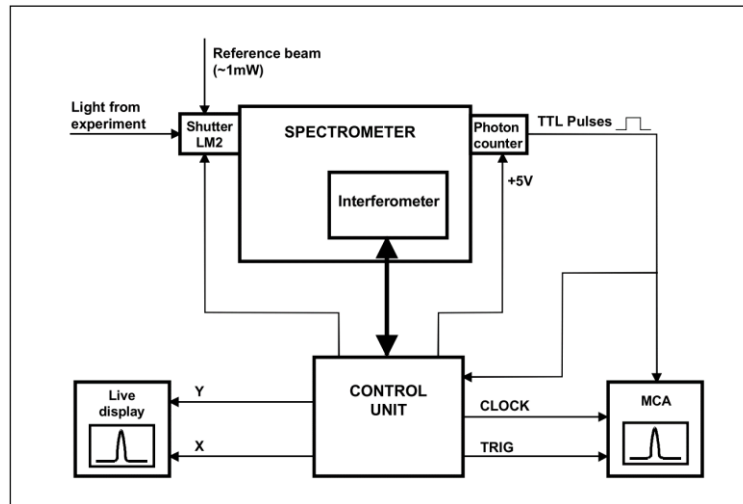 Reference beam
(~1mW)
Light from
experiment
Shutter
LM2
SPECTROMETER
Photon
counter
TTL Pulses
+5V
Interferometer
Live
display
Y
X
CONTROL
UNIT
CLOCK
TRIG
MCA